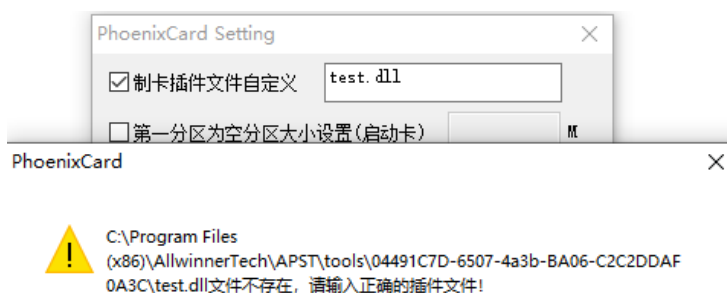 PhoenixCard Setting
制卡插件文件自定义 test.dll
第一分区为空分区大小设置(启动卡) M
PhoenixCard
C:\Program Files
(x86)\AllwinnerTech\APST\tools\04491C7D-6507-4a3b-BA06-C2C2DDAF
0A3C\test.dll文件不存在，请输入正确的插件文件!